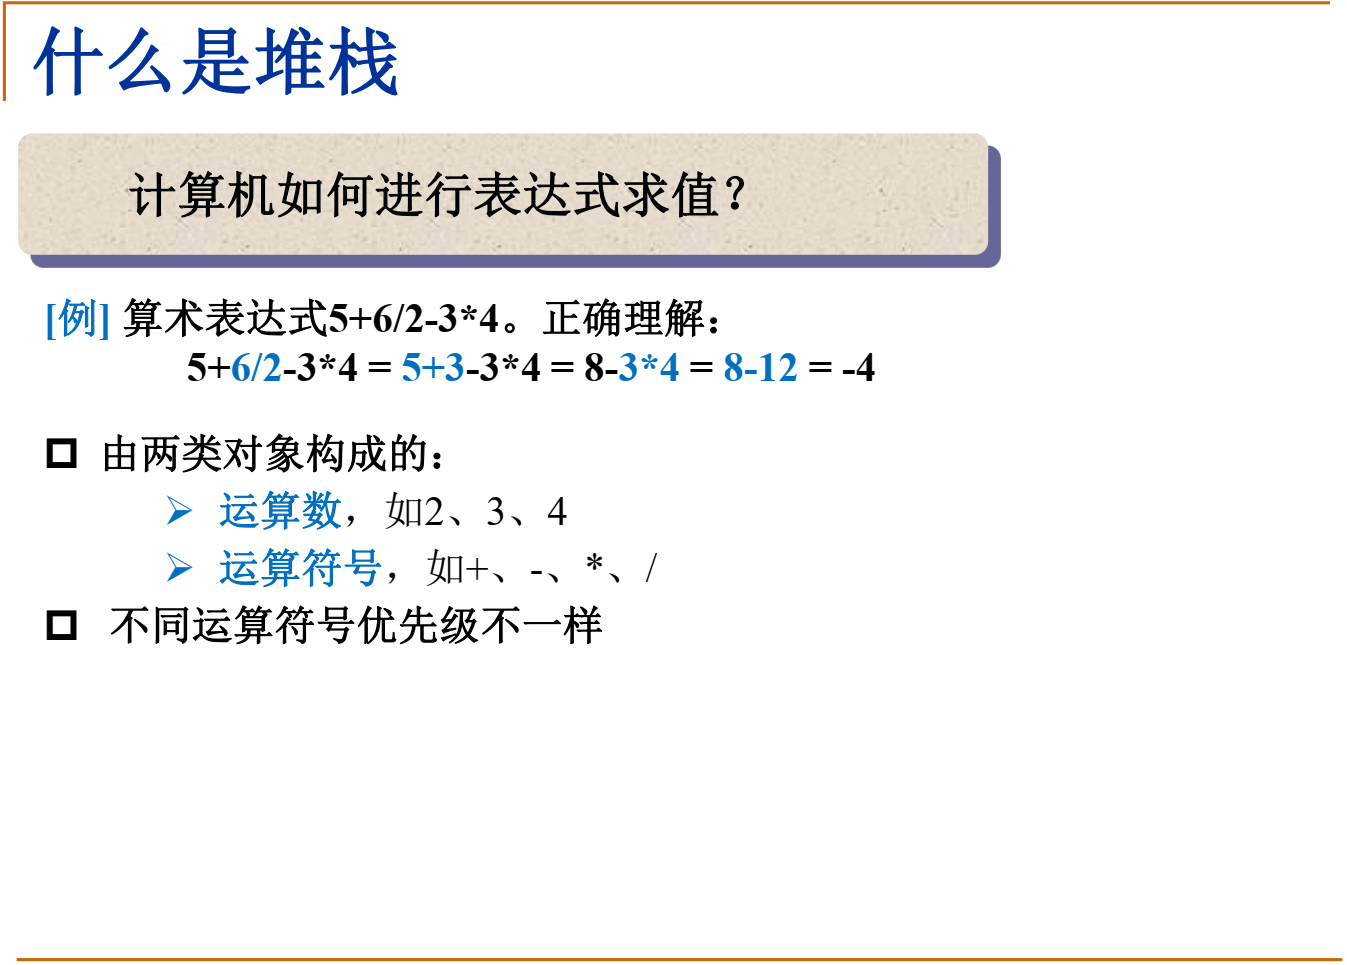 什么是堆栈
计算机如何进行表达式求值？
[例] 算术表达式5+6/2-3*4。正确理解：
5+6/2-3*4 = 5+3-3*4 = 8-3*4 = 8-12 = -4
由两类对象构成的：
运算数，如2、3、4
运算符号，如+、-、*、/
不同运算符号优先级不一样